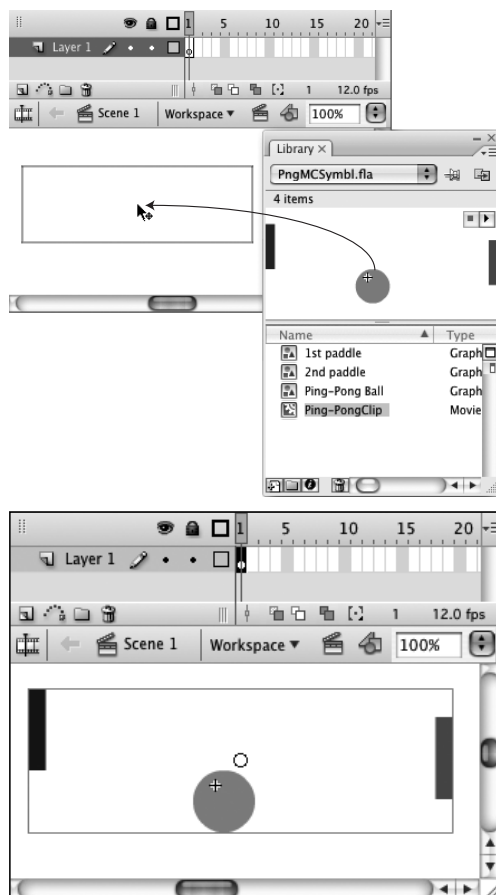 1 5 10 15 20
Layer 1
1 12.0 fps
Scene 1 Workspace 100%
Library ×
PngMCSymbl.fla
4 items
Name Type
1st paddle Graph
2nd paddle Graph
Ping-Pong Ball Graph
Ping-PongClip Movie
1 5 10 15 20
Layer 1
1 12.0 fps
Scene 1 Workspace 100%